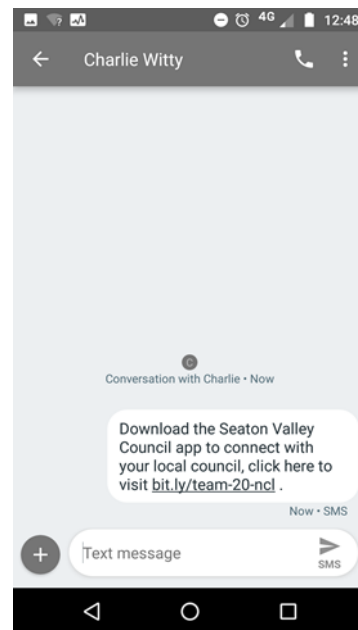 4G 12:48
Charlie Witty
C
Conversation with Charlie • Now
Download the Seaton Valley
Council app to connect with
your local council, click here to
visit bit.ly/team-20-ncl .
Now • SMS
Text message
SMS